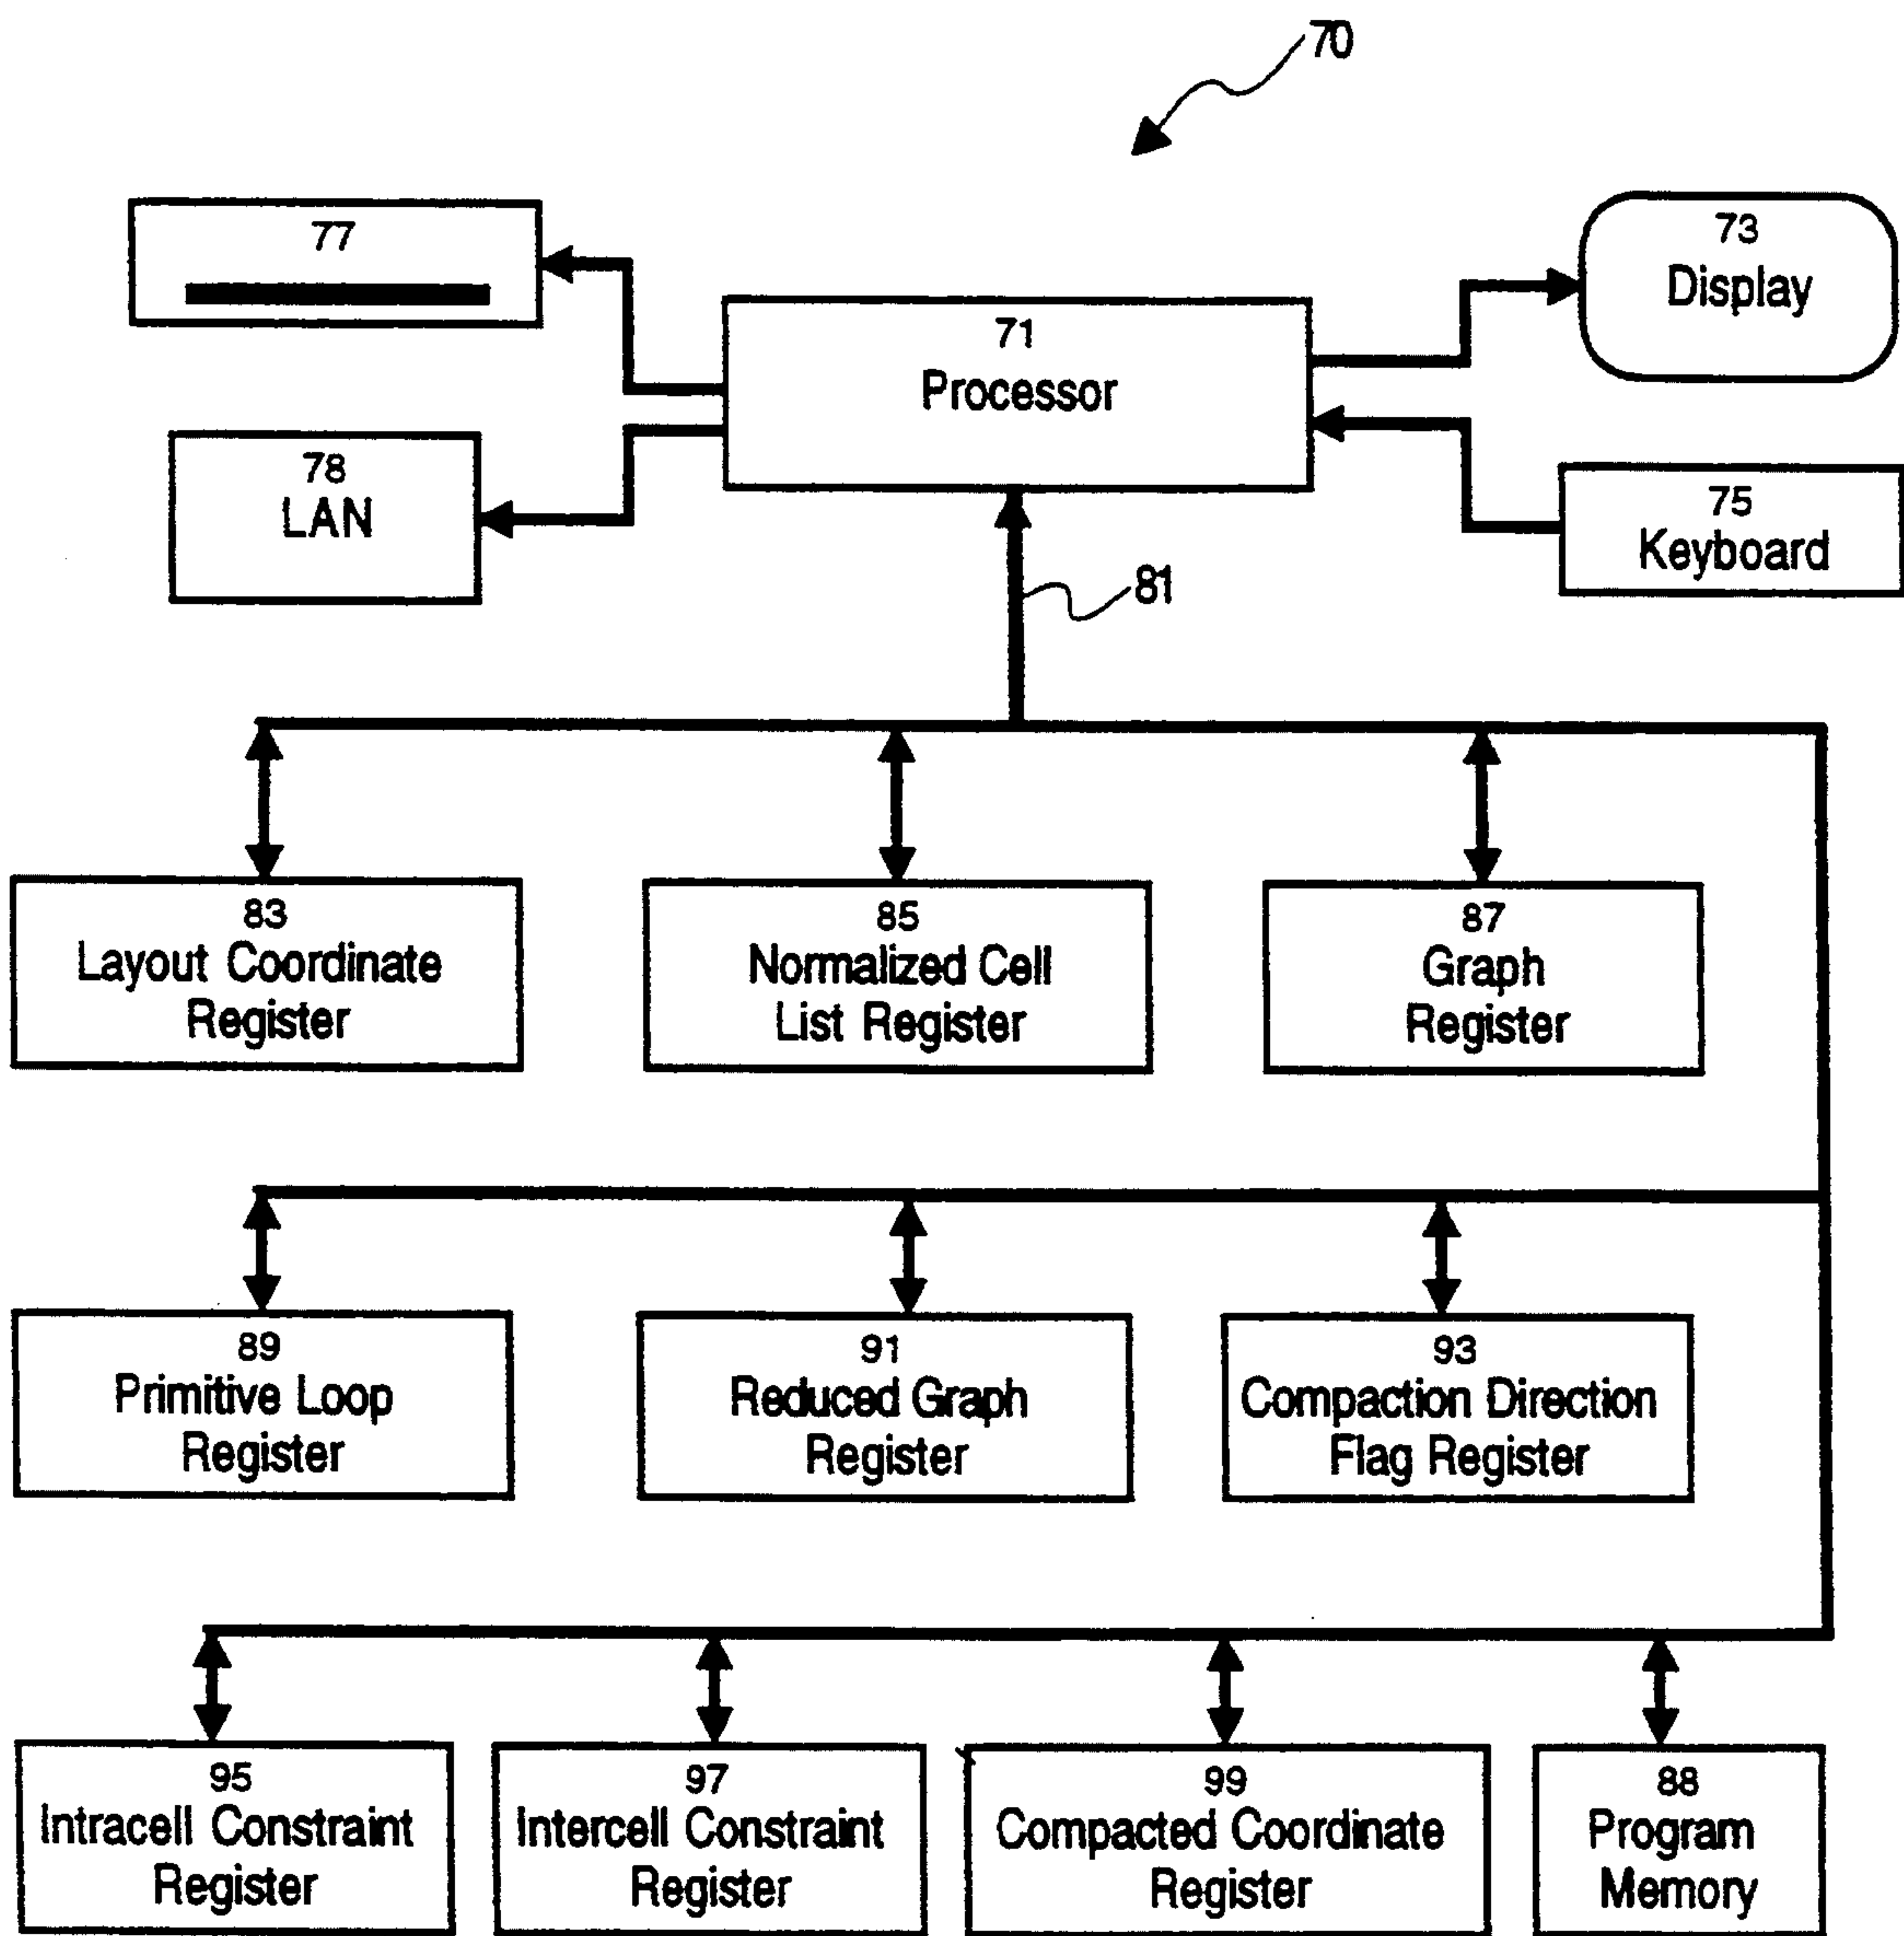 70
77
71
Processor
73
Display
78
LAN
75
Keyboard
81
83
Layout Coordinate
Register
85
Normalized Cell
List Register
87
Graph
Register
89
Primitive Loop
Register
91
Reduced Graph
Register
93
Compaction Direction
Flag Register
95
Intracell Constraint
Register
97
Intercell Constraint
Register
99
Compacted Coordinate
Register
88
Program
Memory